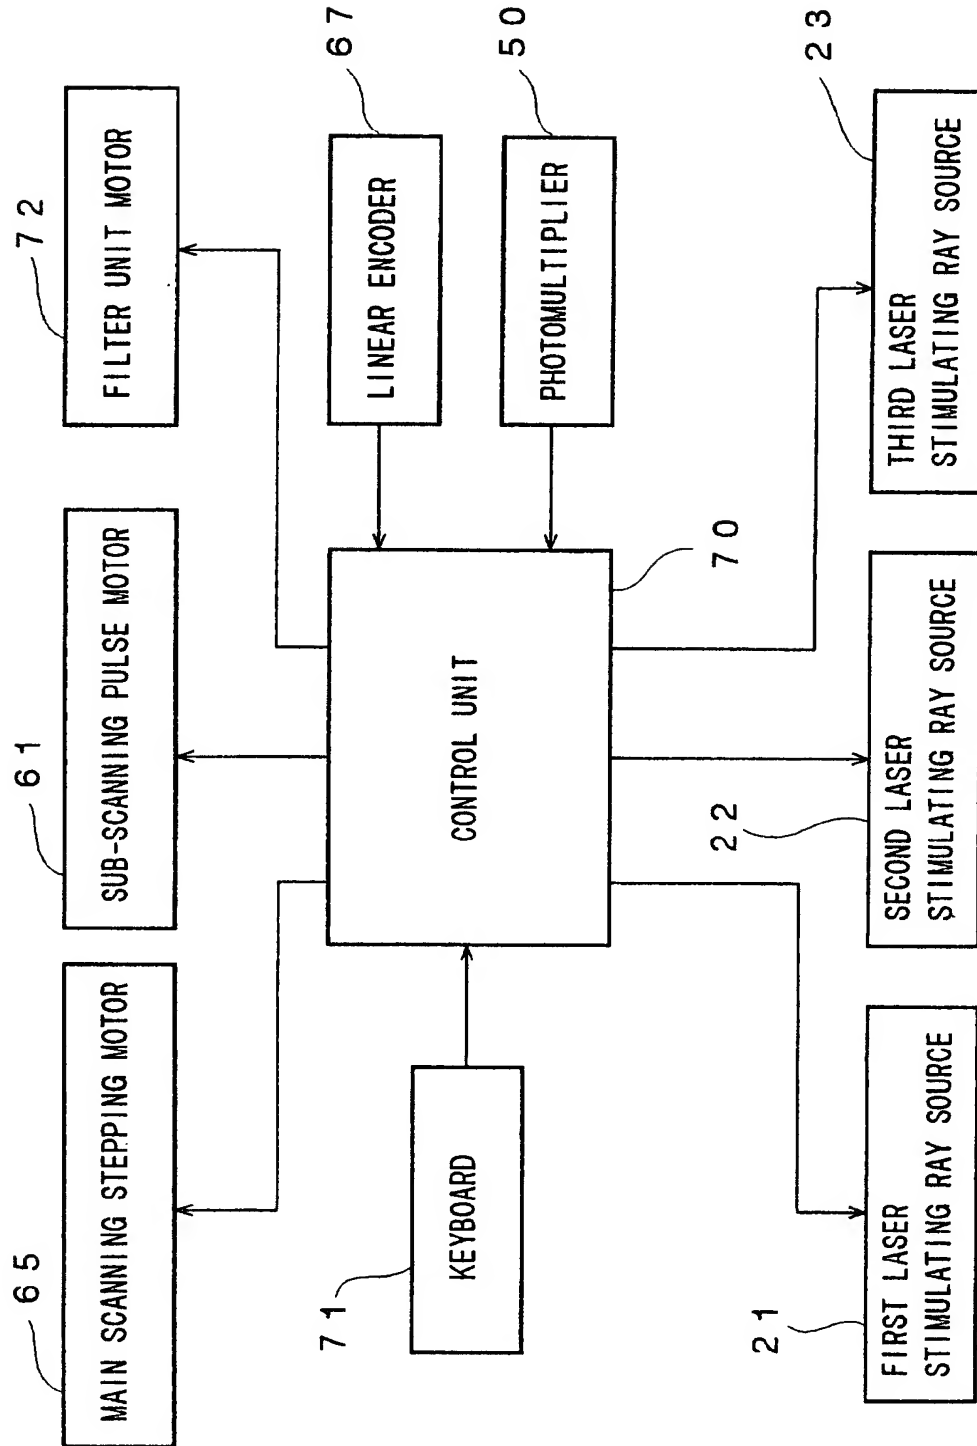 65
MAIN SCANNING STEPPING MOTOR
61
SUB-SCANNING PULSE MOTOR
72
FILTER UNIT MOTOR
71
KEYBOARD
CONTROL UNIT
70
LINEAR ENCODER
67
PHOTOMULTIPLIER
50
21
FIRST LASER
STIMULATING RAY SOURCE
22
SECOND LASER
STIMULATING RAY SOURCE
23
THIRD LASER
STIMULATING RAY SOURCE